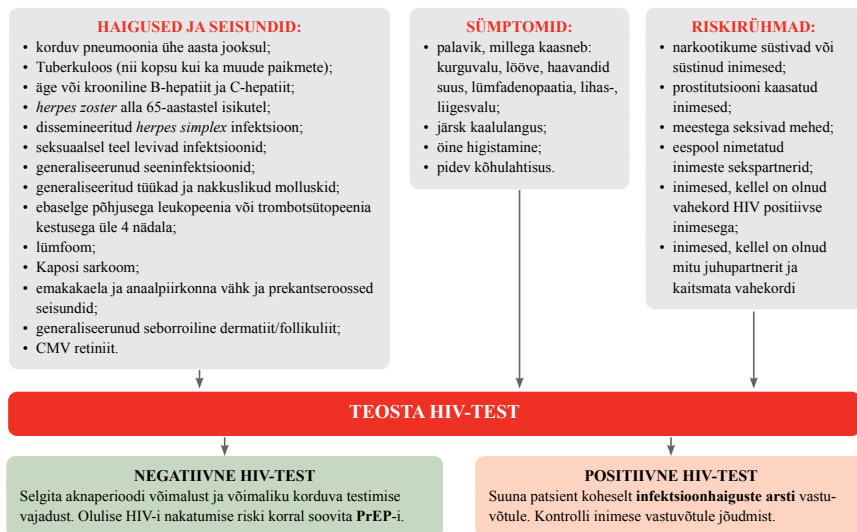 HAIGUSED JA SEISUNDID:
• korduv pneumoonia ühe aasta jooksul;
• Tuberkuloos (nii kopsu kui ka muude paikmete);
• äge või krooniline B-hepatiit ja C-hepatiit;
• herpes zoster alla 65-aastastel isikutel;
• dissemineeritud herpes simplex infektsioon;
• seksuaalsel teel levivad infektsioonid;
• generaliseerunud seeninfektsioonid;
• generaliseeritud tüükad ja nakkuslikud molluskid;
• ebaselge põhjusega leukopeenia või trombotsütopeenia
kestusega üle 4 nädala;
• lümfoom;
• Kaposi sarkoom;
• emakakaela ja anaalpiirkonna vähk ja prekantseroossed
seisundid;
• generaliseerunud seborroiline dermatiit/follikuliit;
• CMV retiniit.
SÜMPTOMID:
• palavik, millega kaasneb:
kurguvalu, lööve, haavandid
suus, lümfadenopaatia, lihas-,
liigesvalu;
• järsk kaalulangus;
• öine higistamine;
• pidev kõhulahtisus.
RISKIRÜHMAD:
• narkootikume süstivad või
süstinud inimesed;
• prostitutsiooni kaasatud
inimesed;
• meestega seksivad mehed;
• eespool nimetatud
inimeste sekspartnerid;
• inimesed, kellel on olnud
vahekord HIV positiivse
inimesega;
• inimesed, kellel on olnud
mitu juhupartnerit ja
kaitsmata vahekordi
TEOSTA HIV-TEST
NEGATIIVNE HIV-TEST
Selgita aknaperioodi võimalust ja võimaliku korduva testimise
vajadust. Olulise HIV-i nakatumise riski korral soovita PrEP-i.
POSITIIVNE HIV-TEST
Suuna patsient koheselt infektsioonhaiguste arsti vastu-
võtule. Kontrolli inimese vastuvõtule jõudmist.